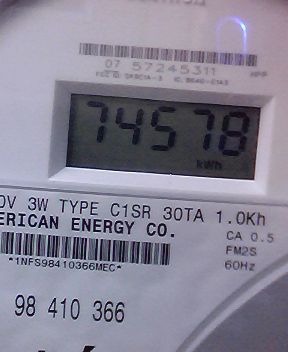 07 57245311
74578
kWh
0V 3W TYPE C1SR 30TA 1.0Kh
ERICAN ENERGY CO.
CA 0.5
FM2S
*1NFS98410366MEC*
60Hz
98 410 366